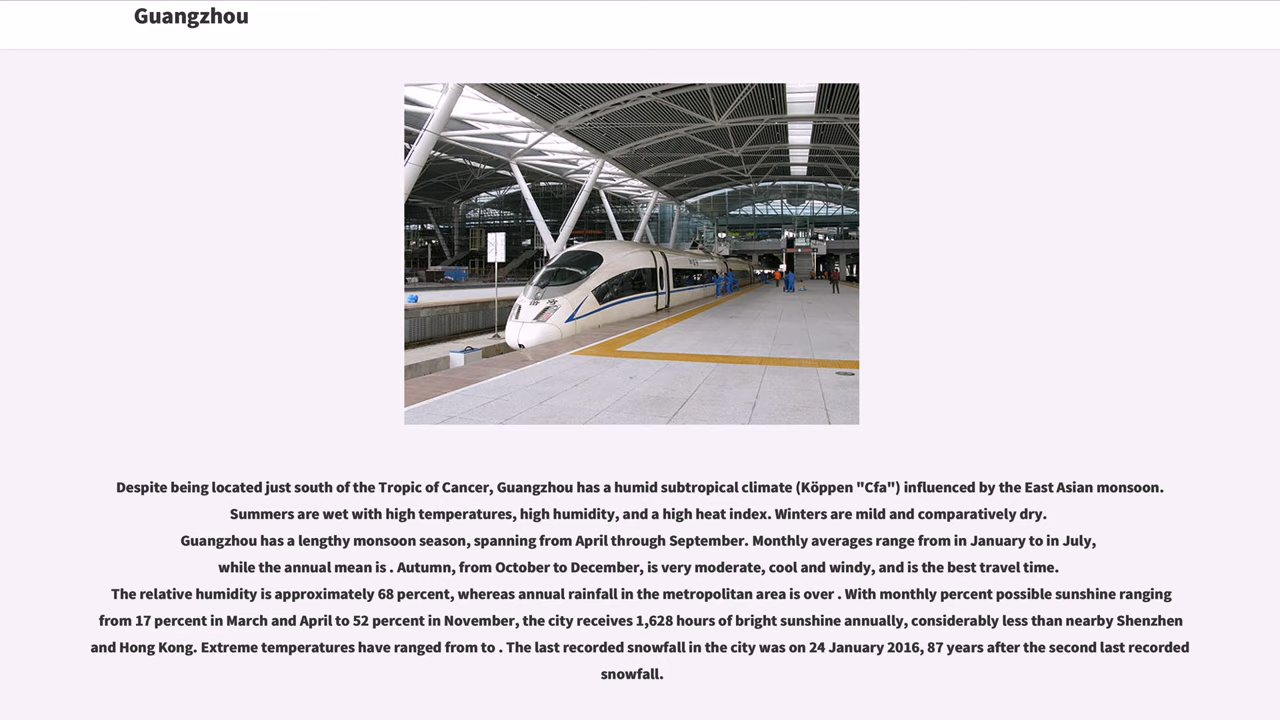 Guangzhou
Despite being located just south of the Tropic of Cancer, Guangzhou has a humid subtropical climate (Köppen "Cfa") influenced by the East Asian monsoon.
Summers are wet with high temperatures, high humidity, and a high heat index. Winters are mild and comparatively dry.
Guangzhou has a lengthy monsoon season, spanning from April through September. Monthly averages range from in January to in July,
while the annual mean is . Autumn, from October to December, is very moderate, cool and windy, and is the best travel time.
The relative humidity is approximately 68 percent, whereas annual rainfall in the metropolitan area is over . With monthly percent possible sunshine ranging
from 17 percent in March and April to 52 percent in November, the city receives 1,628 hours of bright sunshine annually, considerably less than nearby Shenzhen
and Hong Kong. Extreme temperatures have ranged from to . The last recorded snowfall in the city was on 24 January 2016, 87 years after the second last recorded
snowfall.